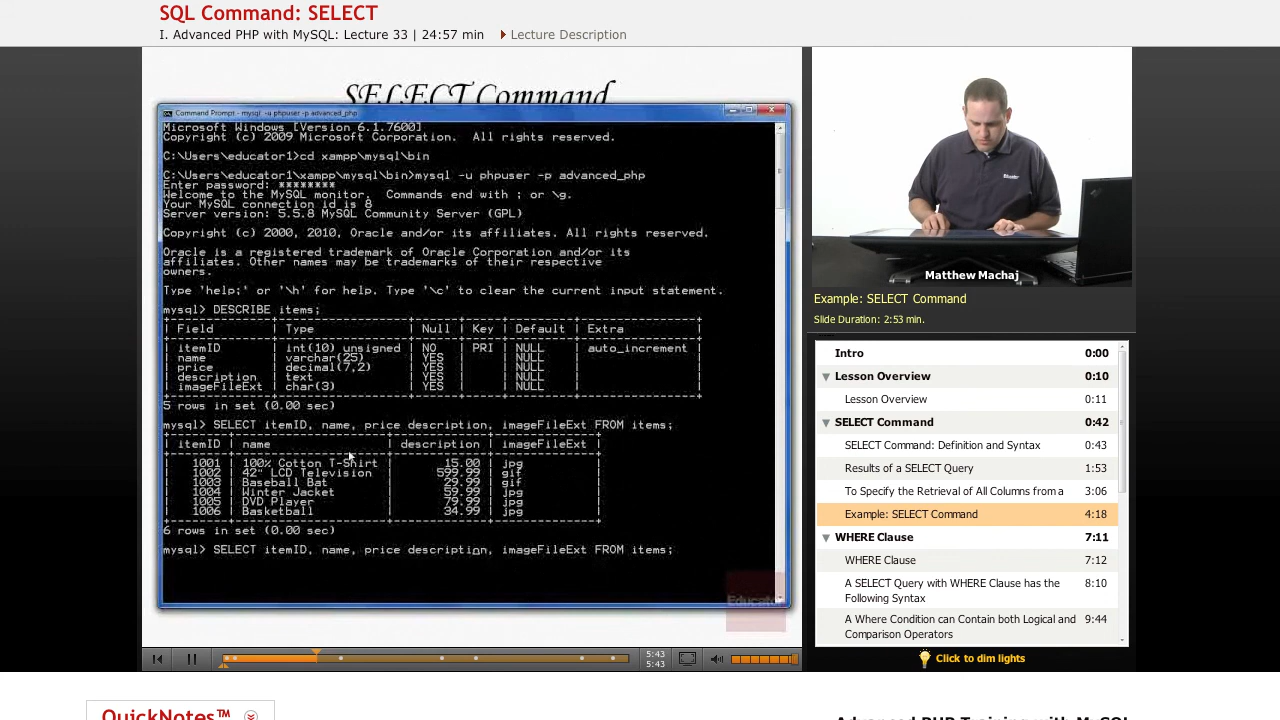 SQL Command: SELECT
I. Advanced PHP with MySQL: Lecture 33 | 24:57 min Lecture Description
SELECT Command
Command Prompt - mysql -u phpuser -p advanced_php
Microsoft Windows [Version 6.1.7600]
Copyright (c) 2009 Microsoft Corporation. All rights reserved.
C:\Users\educator1>cd xampp\mysql\bin
C:\Users\educator1\xampp\mysql\bin>mysql -u phpuser -p advanced_php
Enter password: ********
Welcome to the MySQL monitor. Commands end with ; or \g.
Your MySQL connection id is 8
Server version: 5.5.8 MySQL Community Server (GPL)
Copyright (c) 2000, 2010, Oracle and/or its affiliates. All rights reserved.
Oracle is a registered trademark of Oracle Corporation and/or its
affiliates. Other names may be trademarks of their respective
owners.
Type 'help;' or '\h' for help. Type '\c' to clear the current input statement.
mysql> DESCRIBE items;
| Field | Type | Null | Key | Default | Extra |
| itemID | int(10) unsigned | NO | PRI | NULL | auto_increment |
| name | varchar(25) | YES | | NULL | |
| price | decimal(7,2) | YES | | NULL | |
| description | text | YES | | NULL | |
| imageFileExt | char(3) | YES | | NULL | |
5 rows in set (0.00 sec)
mysql> SELECT itemID, name, price description, imageFileExt FROM items;
| itemID | name | description | imageFileExt |
| 1001 | 100% Cotton T-Shirt | 15.00 | jpg |
| 1002 | 42" LCD Television | 599.99 | gif |
| 1003 | Baseball Bat | 29.99 | gif |
| 1004 | Winter Jacket | 59.99 | jpg |
| 1005 | DVD Player | 79.99 | jpg |
| 1006 | Basketball | 34.99 | jpg |
6 rows in set (0.00 sec)
mysql> SELECT itemID, name, price description, imageFileExt FROM items;
5:43
5:43
Matthew Machaj
Example: SELECT Command
Slide Duration: 2:53 min.
Intro 0:00
Lesson Overview 0:10
Lesson Overview 0:11
SELECT Command 0:42
SELECT Command: Definition and Syntax 0:43
Results of a SELECT Query 1:53
To Specify the Retrieval of All Columns from a 3:06
Example: SELECT Command 4:18
WHERE Clause 7:11
WHERE Clause 7:12
A SELECT Query with WHERE Clause has the 8:10
Following Syntax
A Where Condition can Contain both Logical and 9:44
Comparison Operators
Click to dim lights
QuickNotes™
Advanced PHP Training with MySQL